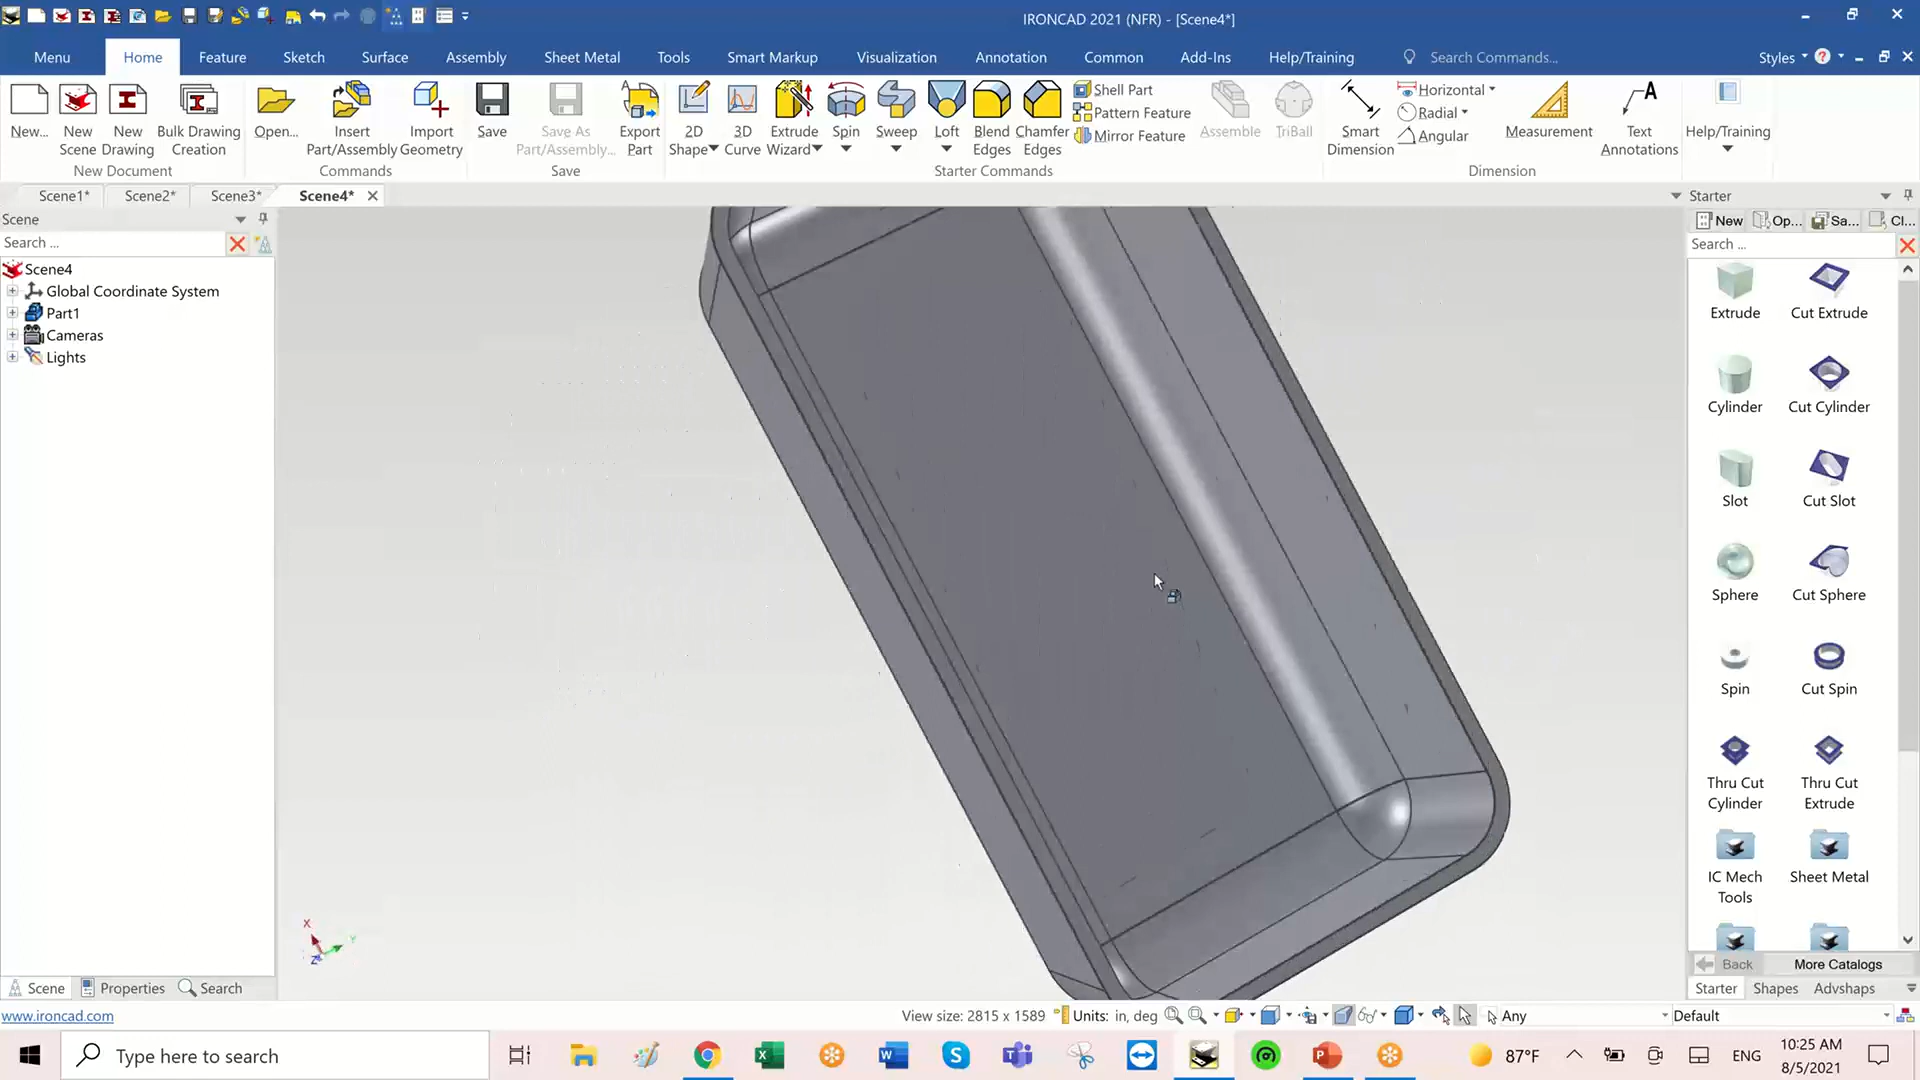 IRONCAD 2021 (NFR) - [Scene4*]
Menu Home Feature Sketch Surface Assembly Sheet Metal Tools Smart Markup Visualization Annotation Common Add-Ins Help/Training Search Commands... Styles
New... New Scene New Drawing Bulk Drawing Creation
New Document
Open... Insert Part/Assembly Import Geometry
Commands
Save Save As Part/Assembly... Export Part
Save
2D Shape 3D Curve Extrude Wizard Spin Sweep Loft Blend Edges Chamfer Edges
Shell Part
Pattern Feature
Mirror Feature
Assemble TriBall
Starter Commands
Smart Dimension
Horizontal
Radial
Angular
Measurement Text Annotations
Dimension
Help/Training
Scene1* Scene2* Scene3* Scene4*
Scene
Search ...
Scene4
Global Coordinate System
Part1
Cameras
Lights
X
Y
Z
Scene Properties Search
Starter
New Op... Sa... Cl...
Search ...
Extrude Cut Extrude
Cylinder Cut Cylinder
Slot Cut Slot
Sphere Cut Sphere
Spin Cut Spin
Thru Cut Cylinder Thru Cut Extrude
IC Mech Tools Sheet Metal
Back More Catalogs
Starter Shapes Advshaps
www.ironcad.com
View size: 2815 x 1589 Units: in, deg Any Default
Type here to search
87°F ENG
10:25 AM
8/5/2021